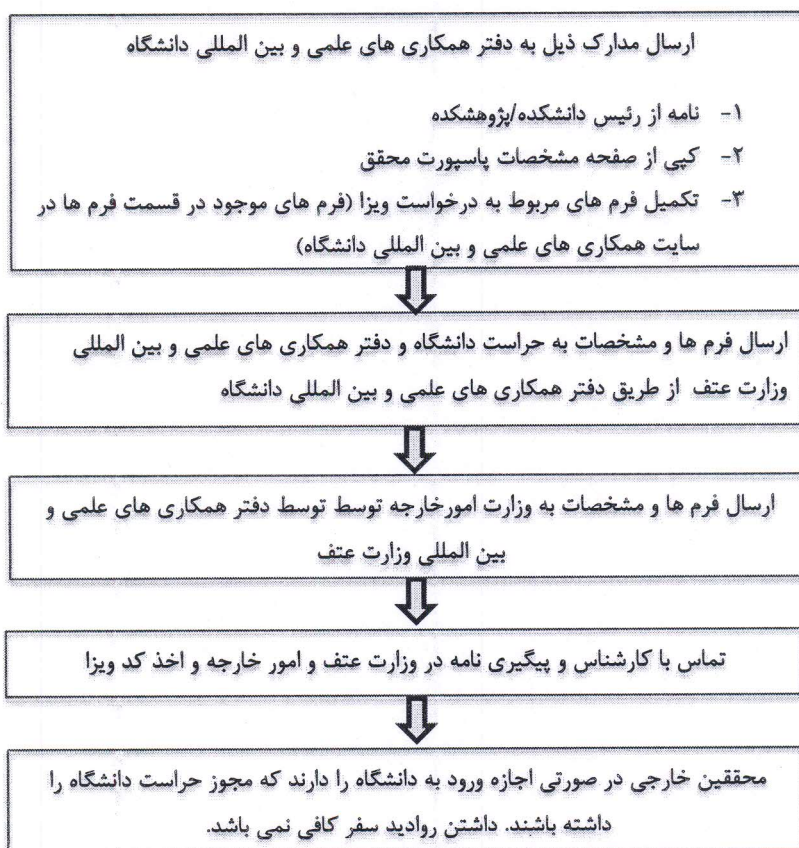 ارسال مدارک ذیل به دفتر همکاری های علمی و بین المللی دانشگاه
۱- نامه از رئیس دانشکده/پژوهشکده
۲- کپی از صفحه مشخصات پاسپورت محقق
۳- تکمیل فرم های مربوط به درخواست ویزا (فرم های موجود در قسمت فرم ها در
سایت همکاری های علمی و بین المللی دانشگاه)
ارسال فرم ها و مشخصات به حراست دانشگاه و دفتر همکاری های علمی و بین المللی
وزارت عتف از طریق دفتر همکاری های علمی و بین المللی دانشگاه
ارسال فرم ها و مشخصات به وزارت امورخارجه توسط توسط دفتر همکاری های علمی و
بین المللی وزارت عتف
تماس با کارشناس و پیگیری نامه در وزارت عتف و امور خارجه و اخذ کد ویزا
محققین خارجی در صورتی اجازه ورود به دانشگاه را دارند که مجوز حراست دانشگاه را
داشته باشند. داشتن روادید سفر کافی نمی باشد.